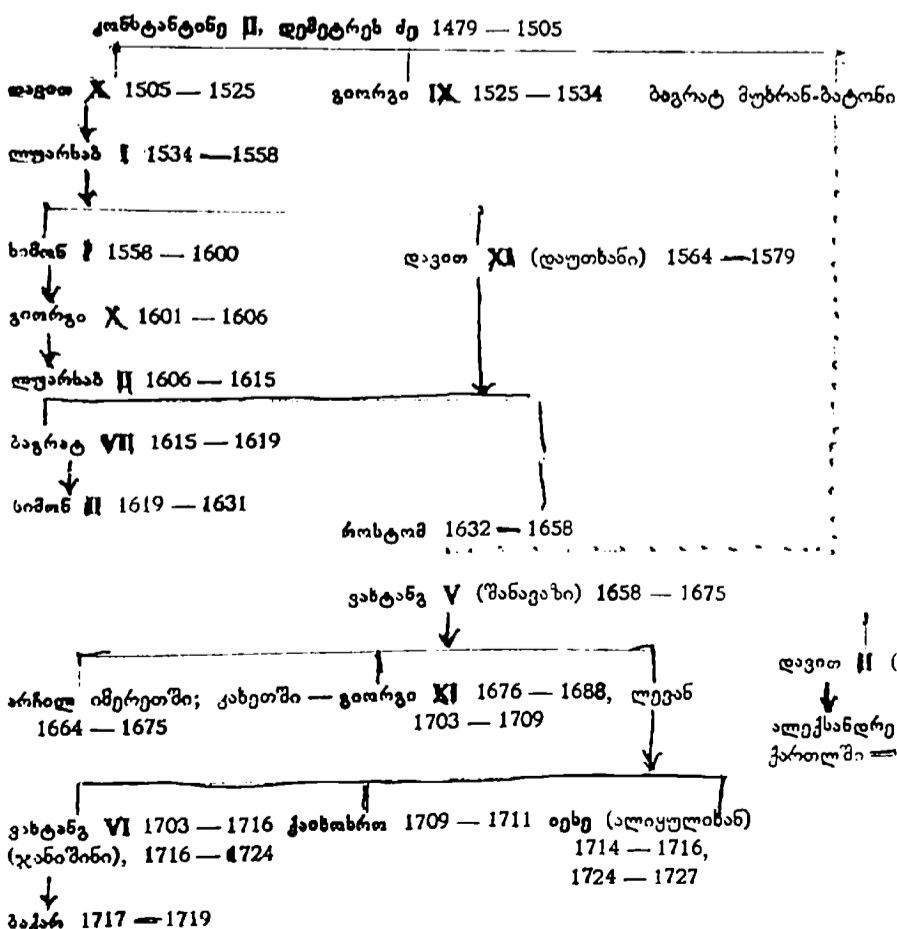 კონსტანტინე II, დემეტრეს ძე 1479 — 1505
დავით X 1505 — 1525 გიორგი IX 1525 — 1534 ბაგრატ მუხრან-ბატონი
ლუარსაბ I 1534 — 1558
სიმონ I 1558 — 1600 დავით XI (დაუთხანი) 1564 — 1579
გიორგი X 1601 — 1606
ლუარსაბ II 1606 — 1615
ბაგრატ VII 1615 — 1619
სიმონ II 1619 — 1631
როსტომ 1632 — 1658
ვახტანგ V (შანავაზი) 1658 — 1675
დავით II (
არჩილ იმერეთში; კახეთში — გიორგი XI 1676 — 1688, ლევან
1664 — 1675 1703 — 1709
ალექსანდრე
ქართლში —
ვახტანგ VI 1703 — 1716 ქაიხოსრო 1709 — 1711 იესე (ალიყულიხან)
(ჯანიშინი), 1716 — 1724 1714 — 1716,
1724 — 1727
ბაქარ 1717 — 1719